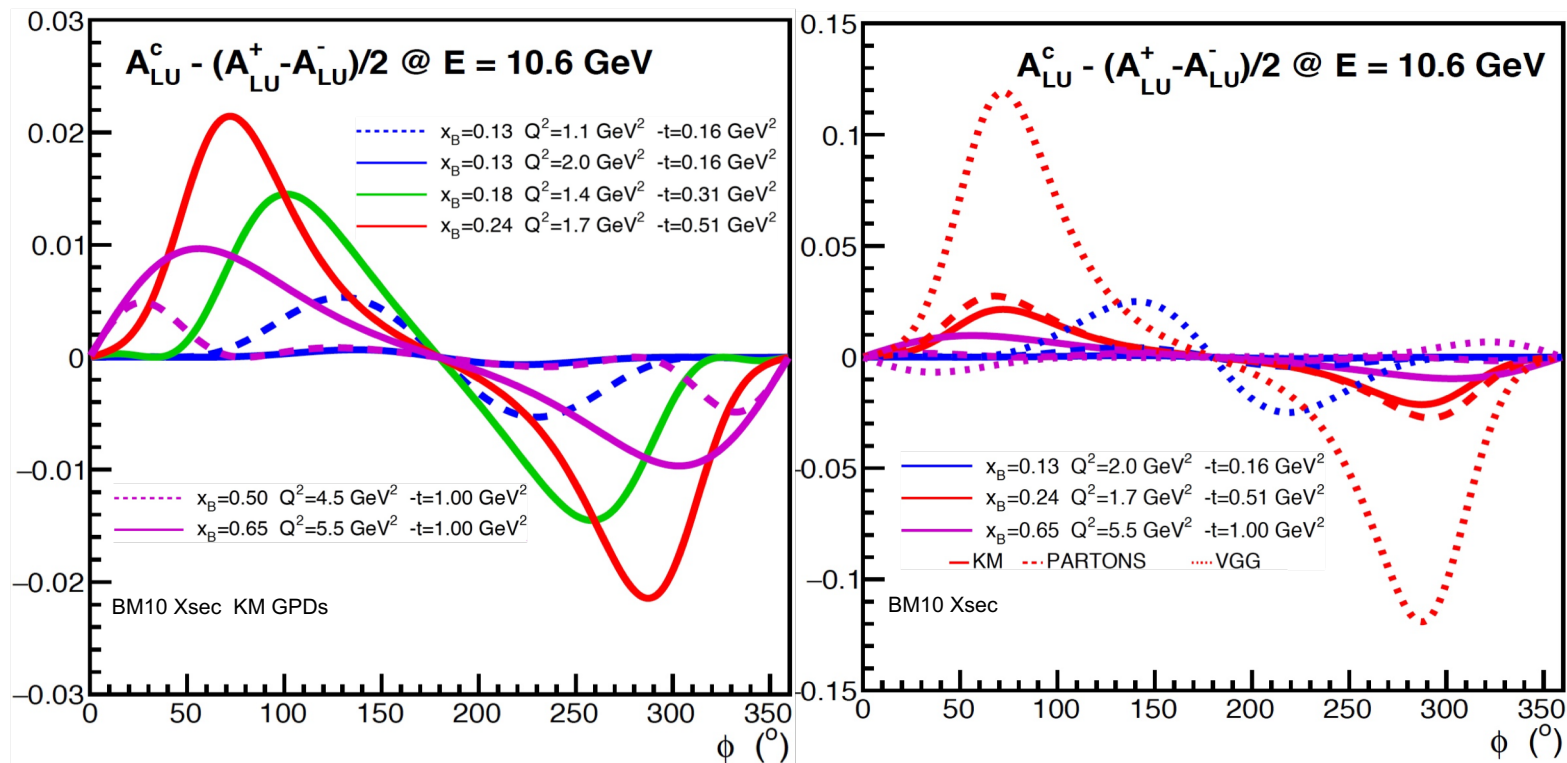 A^c_LU - (A^+_LU-A^-_LU)/2 @ E = 10.6 GeV
x_B=0.13 Q^2=1.1 GeV^2 -t=0.16 GeV^2
x_B=0.13 Q^2=2.0 GeV^2 -t=0.16 GeV^2
x_B=0.18 Q^2=1.4 GeV^2 -t=0.31 GeV^2
x_B=0.24 Q^2=1.7 GeV^2 -t=0.51 GeV^2
x_B=0.50 Q^2=4.5 GeV^2 -t=1.00 GeV^2
x_B=0.65 Q^2=5.5 GeV^2 -t=1.00 GeV^2
BM10 Xsec KM GPDs
0.03
0.02
0.01
0
−0.01
−0.02
−0.03
0 50 100 150 200 250 300 350
ϕ (°)
A^c_LU - (A^+_LU-A^-_LU)/2 @ E = 10.6 GeV
x_B=0.13 Q^2=2.0 GeV^2 -t=0.16 GeV^2
x_B=0.24 Q^2=1.7 GeV^2 -t=0.51 GeV^2
x_B=0.65 Q^2=5.5 GeV^2 -t=1.00 GeV^2
KM PARTONS VGG
BM10 Xsec
0.15
0.1
0.05
0
−0.05
−0.1
−0.15
0 50 100 150 200 250 300 350
ϕ (°)